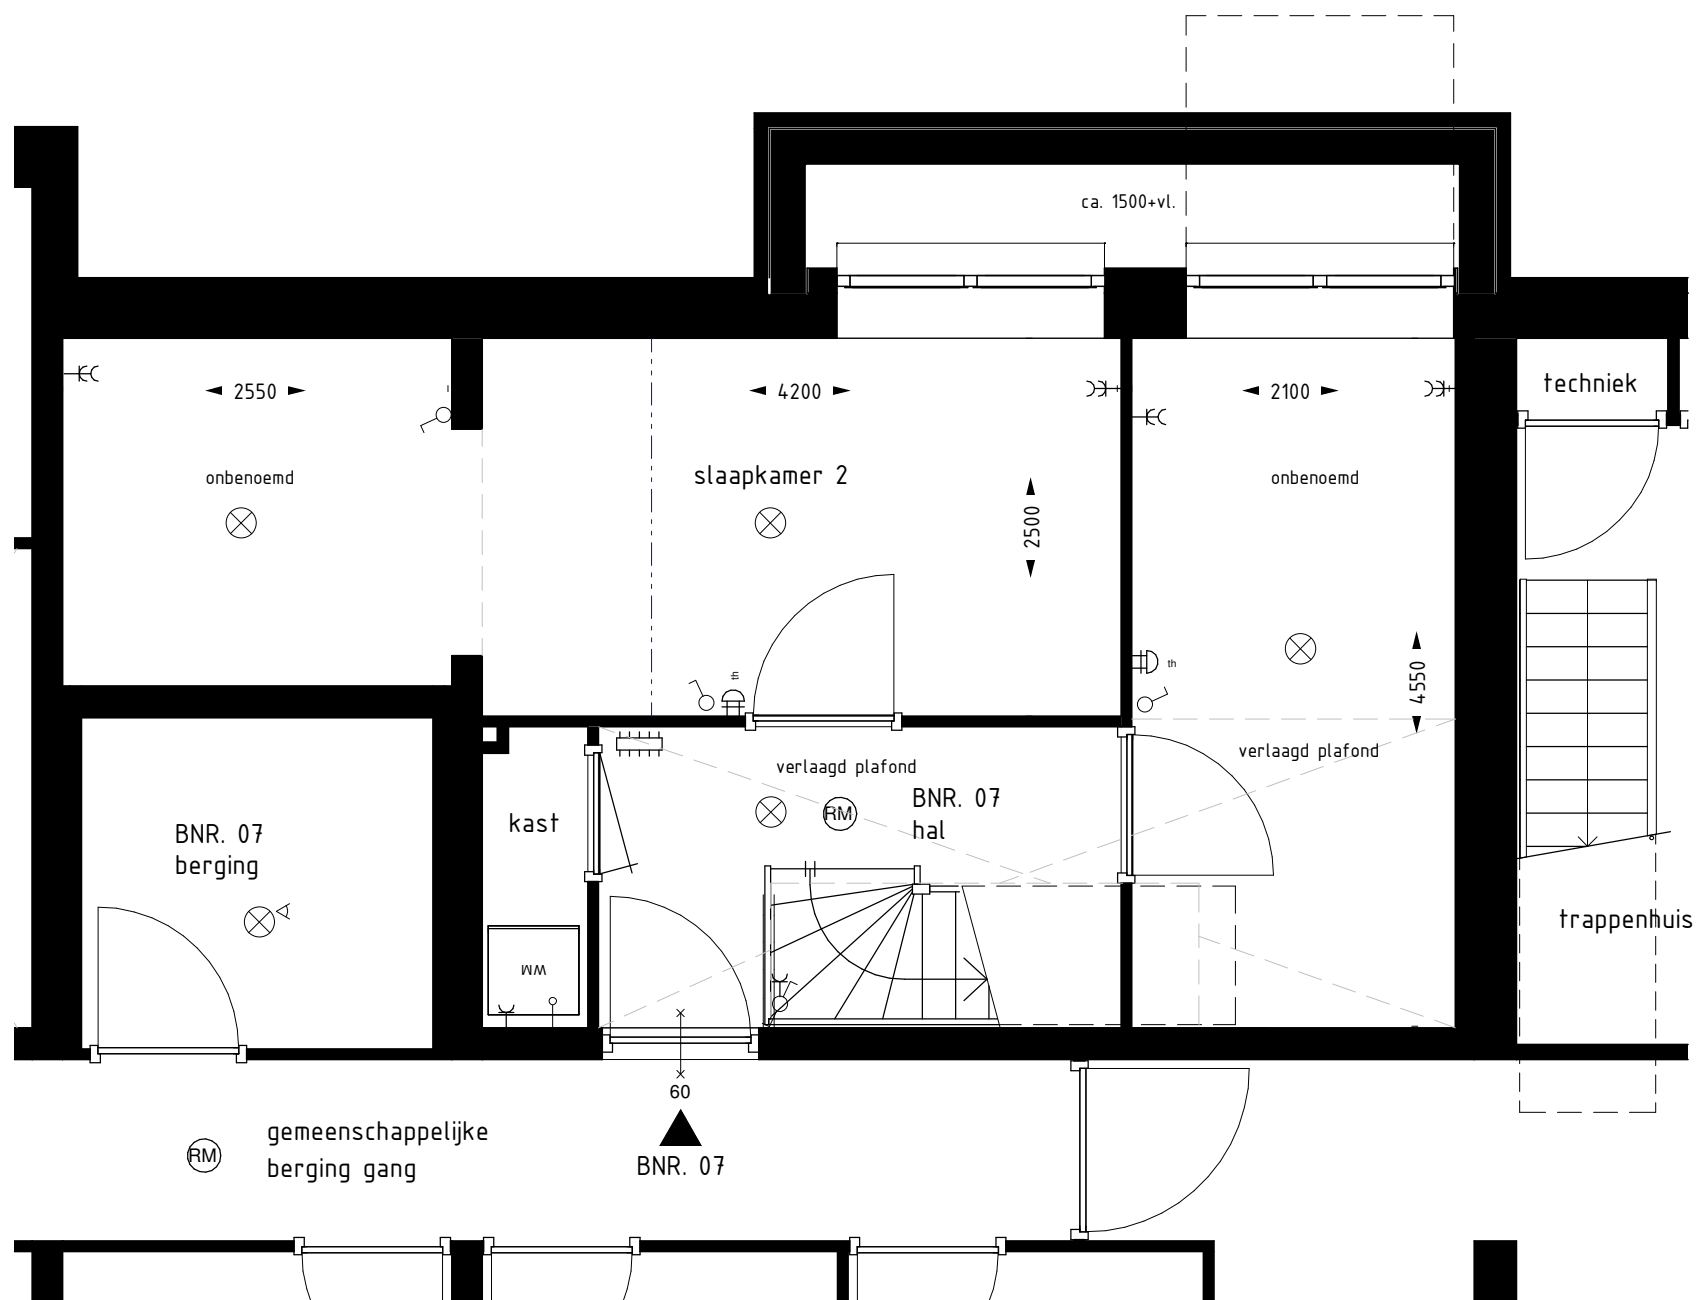 ca. 1500+vl.
2550
4200
2100
techniek
onbenoemd
slaapkamer 2
onbenoemd
2500
th
th
4550
verlaagd plafond
verlaagd plafond
BNR. 07
hal
RM
kast
BNR. 07
berging
WM
trappenhuis
60
BNR. 07
gemeenschappelijke
berging gang
RM